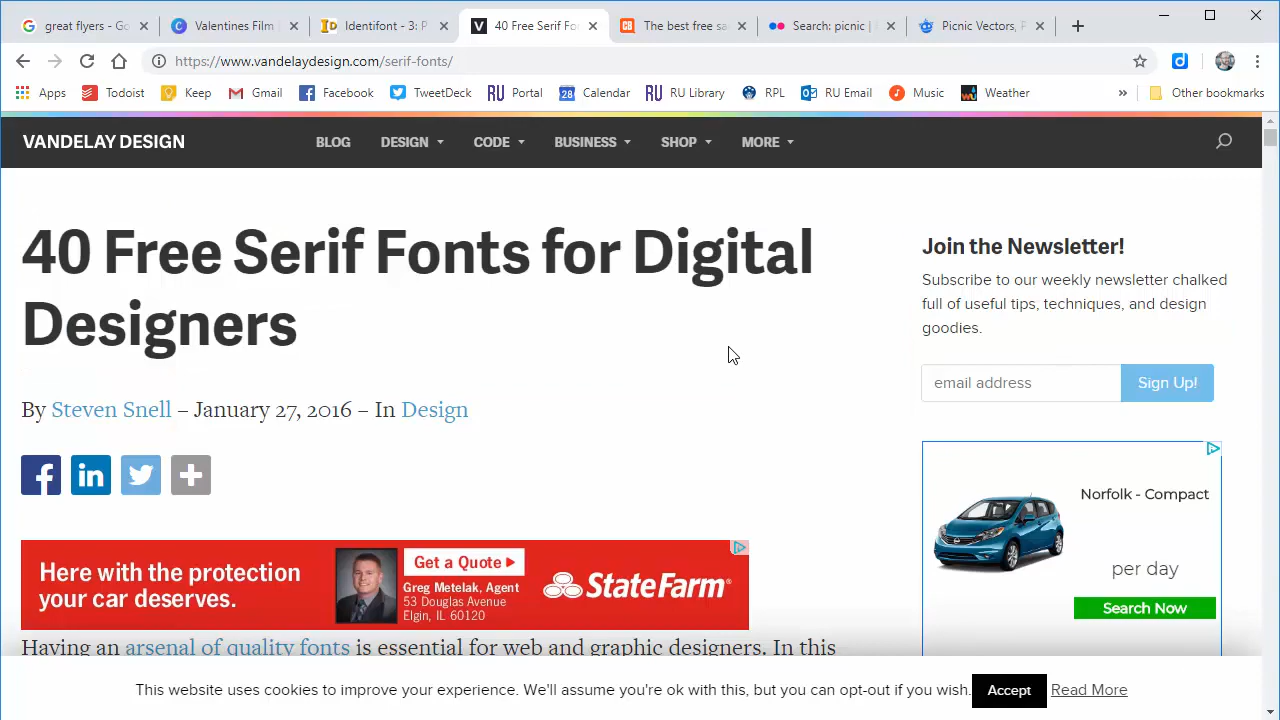 great flyers - Go
Valentines Film
Identifont - 3: P
40 Free Serif Fo
The best free sa
Search: picnic |
Picnic Vectors, P
https://www.vandelaydesign.com/serif-fonts/
Apps
Todoist
Keep
Gmail
Facebook
TweetDeck
RU Portal
28 Calendar
RU RU Library
RPL
RU Email
Music
Weather
»
Other bookmarks
VANDELAY DESIGN
BLOG
DESIGN
CODE
BUSINESS
SHOP
MORE
40 Free Serif Fonts for Digital
Designers
By Steven Snell – January 27, 2016 – In Design
Join the Newsletter!
Subscribe to our weekly newsletter chalked
full of useful tips, techniques, and design
goodies.
email address
Sign Up!
Here with the protection
your car deserves.
Get a Quote
Greg Metelak, Agent
53 Douglas Avenue
Elgin, IL 60120
StateFarm®
Norfolk - Compact
per day
Search Now
Having an arsenal of quality fonts is essential for web and graphic designers. In this
This website uses cookies to improve your experience. We'll assume you're ok with this, but you can opt-out if you wish.
Accept
Read More